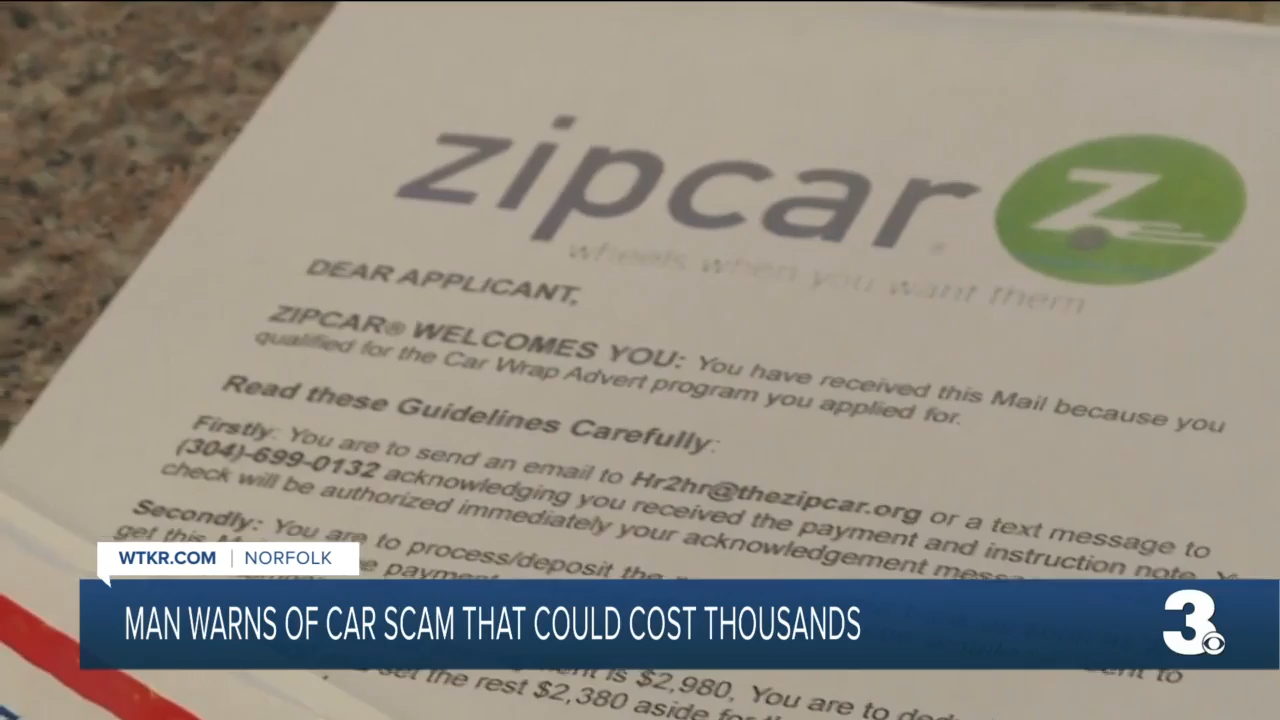 zipcar
wheels when you want them
DEAR APPLICANT,
ZIPCAR® WELCOMES YOU: You have received this Mail because you
qualified for the Car Wrap Advert program you applied for.
Read these Guidelines Carefully:
Firstly: You are to send an email to Hr2hr@thezipcar.org or a text message to
(304)-699-0132 acknowledging you received the payment and instruction note.
check will be authorized immediately your acknowledgement
Secondly: You are to process/deposit the
get this
payment
sent to
is $2,980, You are to
the rest $2,380 aside for
WTKR.COM | NORFOLK
MAN WARNS OF CAR SCAM THAT COULD COST THOUSANDS
3